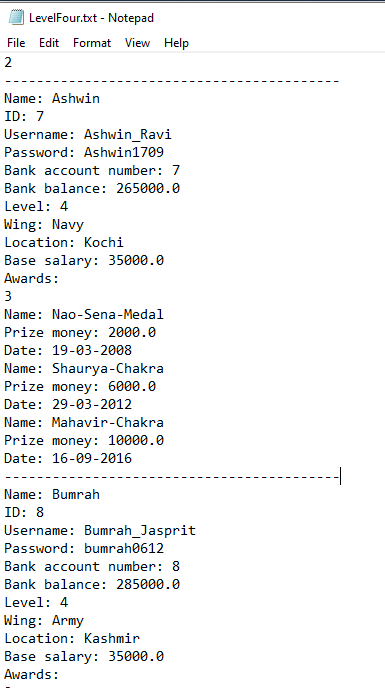 LevelFour.txt - Notepad
File Edit Format View Help
2
------------------------------------------
Name: Ashwin
ID: 7
Username: Ashwin_Ravi
Password: Ashwin1709
Bank account number: 7
Bank balance: 265000.0
Level: 4
Wing: Navy
Location: Kochi
Base salary: 35000.0
Awards:
3
Name: Nao-Sena-Medal
Prize money: 2000.0
Date: 19-03-2008
Name: Shaurya-Chakra
Prize money: 6000.0
Date: 29-03-2012
Name: Mahavir-Chakra
Prize money: 10000.0
Date: 16-09-2016
------------------------------------------
Name: Bumrah
ID: 8
Username: Bumrah_Jasprit
Password: bumrah0612
Bank account number: 8
Bank balance: 285000.0
Level: 4
Wing: Army
Location: Kashmir
Base salary: 35000.0
Awards: